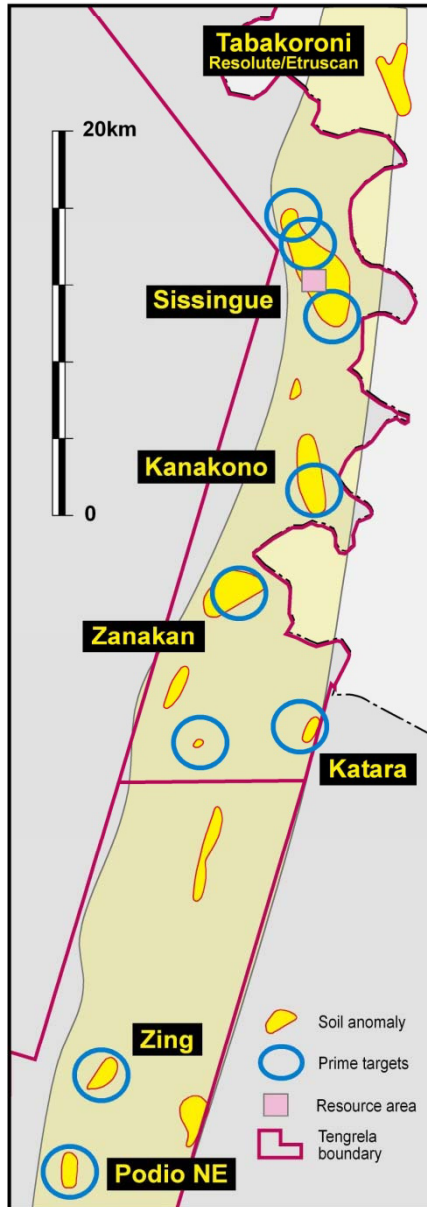 Tabakoroni
Resolute/Etruscan
20km
Sissingue
Kanakono
0
Zanakan
Katara
Zing
Podio NE
Soil anomaly
Prime targets
Resource area
Tengrela
boundary